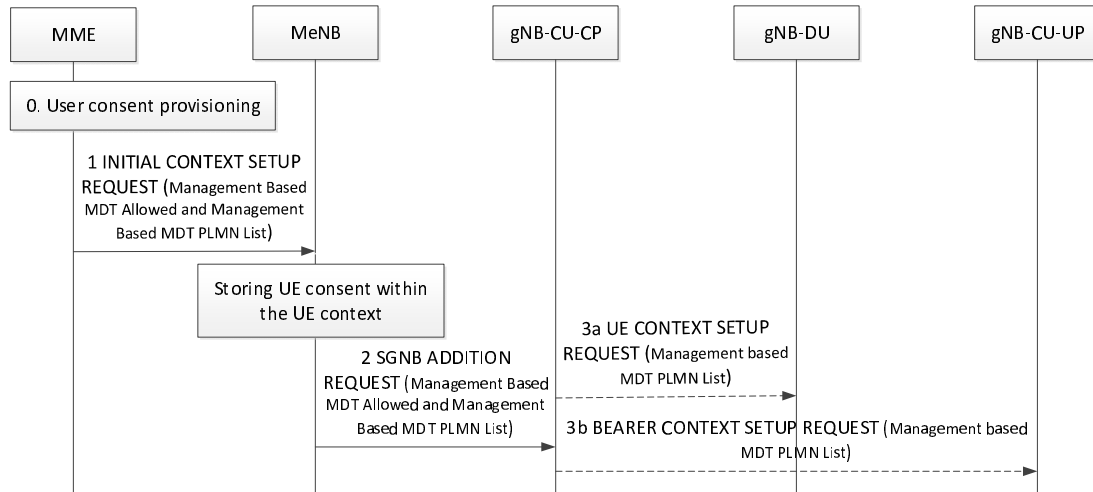 MME
MeNB
gNB-CU-CP
gNB-DU
gNB-CU-UP
0. User consent provisioning
1 INITIAL CONTEXT SETUP
REQUEST (Management Based
MDT Allowed and Management
Based MDT PLMN List)
Storing UE consent within
the UE context
2 SGNB ADDITION
REQUEST (Management Based
MDT Allowed and Management
Based MDT PLMN List)
3a UE CONTEXT SETUP
REQUEST (Management based
MDT PLMN List)
3b BEARER CONTEXT SETUP REQUEST (Management based
MDT PLMN List)